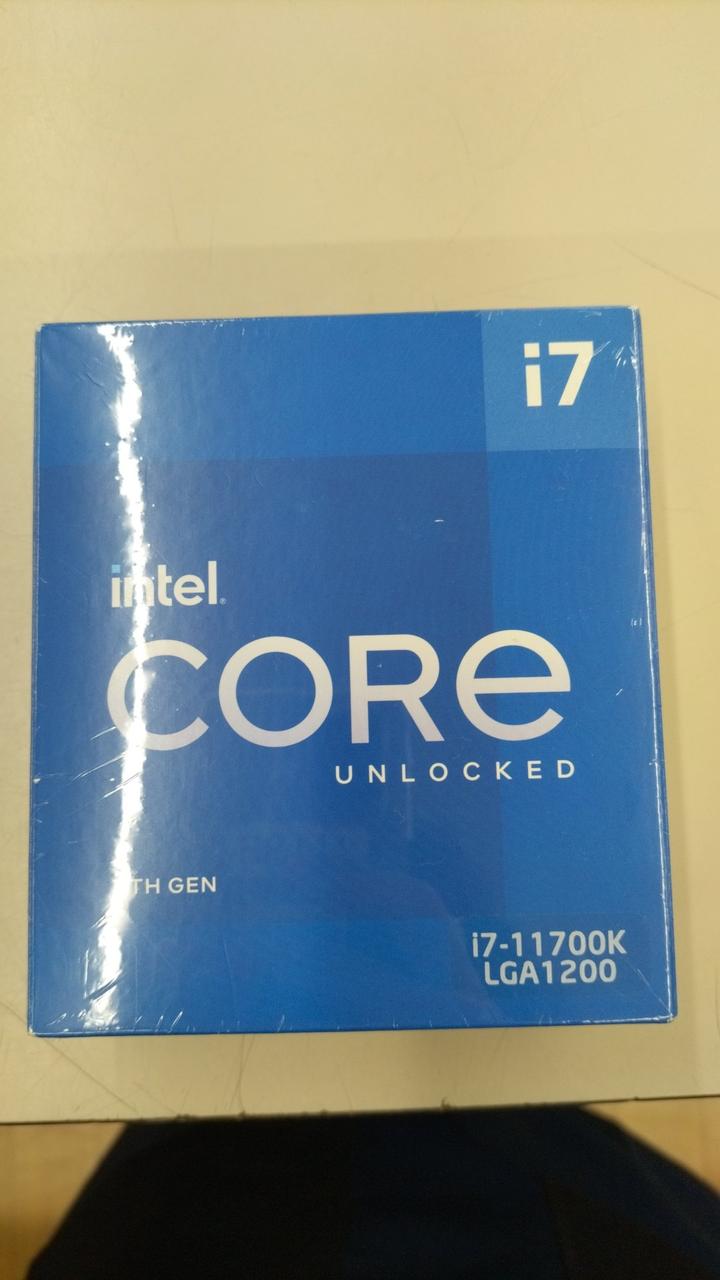 i7
intel
CORE
UNLOCKED
TH GEN
i7-11700K
LGA1200